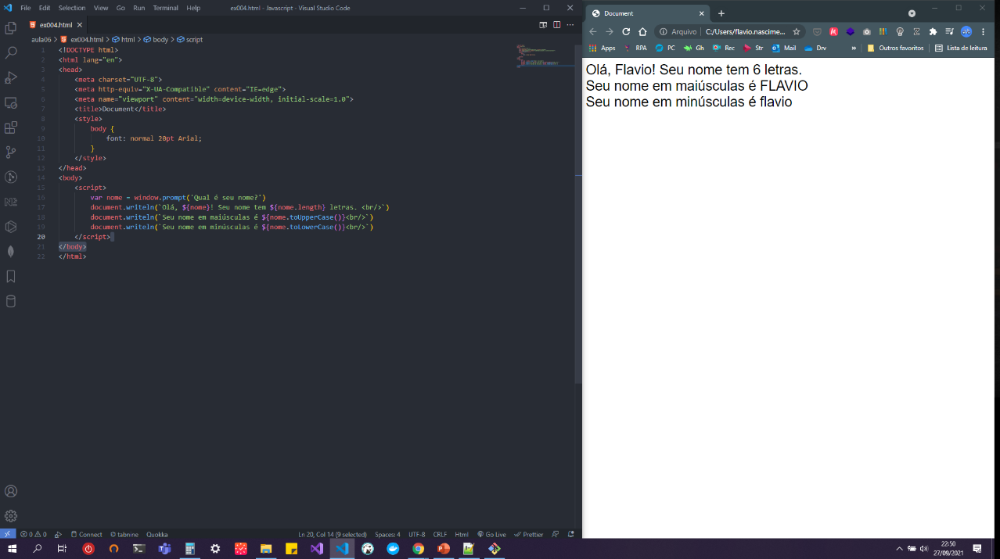 File Edit Selection View Go Run Terminal Help ex004.html - Javascript - Visual Studio Code
ex004.html
aula06 > ex004.html > html > body > script
1 <!DOCTYPE html>
2 <html lang="en">
3 <head>
4 <meta charset="UTF-8">
5 <meta http-equiv="X-UA-Compatible" content="IE=edge">
6 <meta name="viewport" content="width=device-width, initial-scale=1.0">
7 <title>Document</title>
8 <style>
9 body {
10 font: normal 20pt Arial;
11 }
12 </style>
13 </head>
14 <body>
15 <script>
16 var nome = window.prompt('Qual é seu nome?')
17 document.writeln(`Olá, ${nome}! Seu nome tem ${nome.length} letras. <br/>`)
18 document.writeln(`Seu nome em maiúsculas é ${nome.toUpperCase()}<br/>`)
19 document.writeln(`Seu nome em minúsculas é ${nome.toLowerCase()}<br/>`)
20 </script>
21 </body>
22 </html>
0 0 Connect tabnine Quokka Ln 20, Col 14 (9 selected) Spaces: 4 UTF-8 CRLF Html Go Live Prettier
Document
Arquivo C:/Users/flavio.nascime...
Apps RPA PC Gh Rec Str Mail Drv » Outros favoritos Lista de leitura
Olá, Flavio! Seu nome tem 6 letras.
Seu nome em maiúsculas é FLAVIO
Seu nome em minúsculas é flavio
22:50
27/09/2021